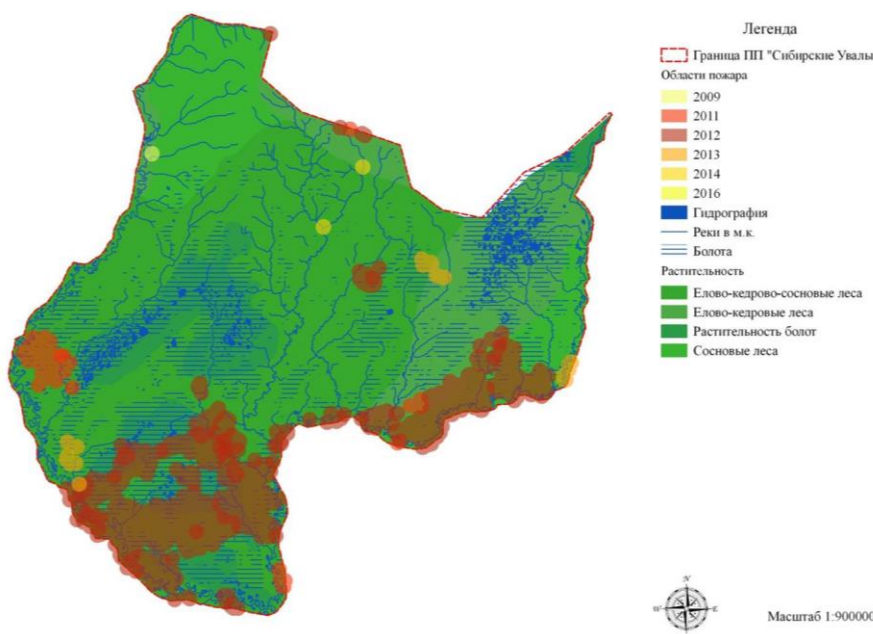 Легенда
Граница ПП "Сибирские Увалы
Области пожара
2009
2011
2012
2013
2014
2016
Гидрография
Реки в м.к.
Болота
Растительность
Елово-кедрово-сосновые леса
Елово-кедровые леса
Растительность болот
Сосновые леса
N
W
E
S
Масштаб 1:900000